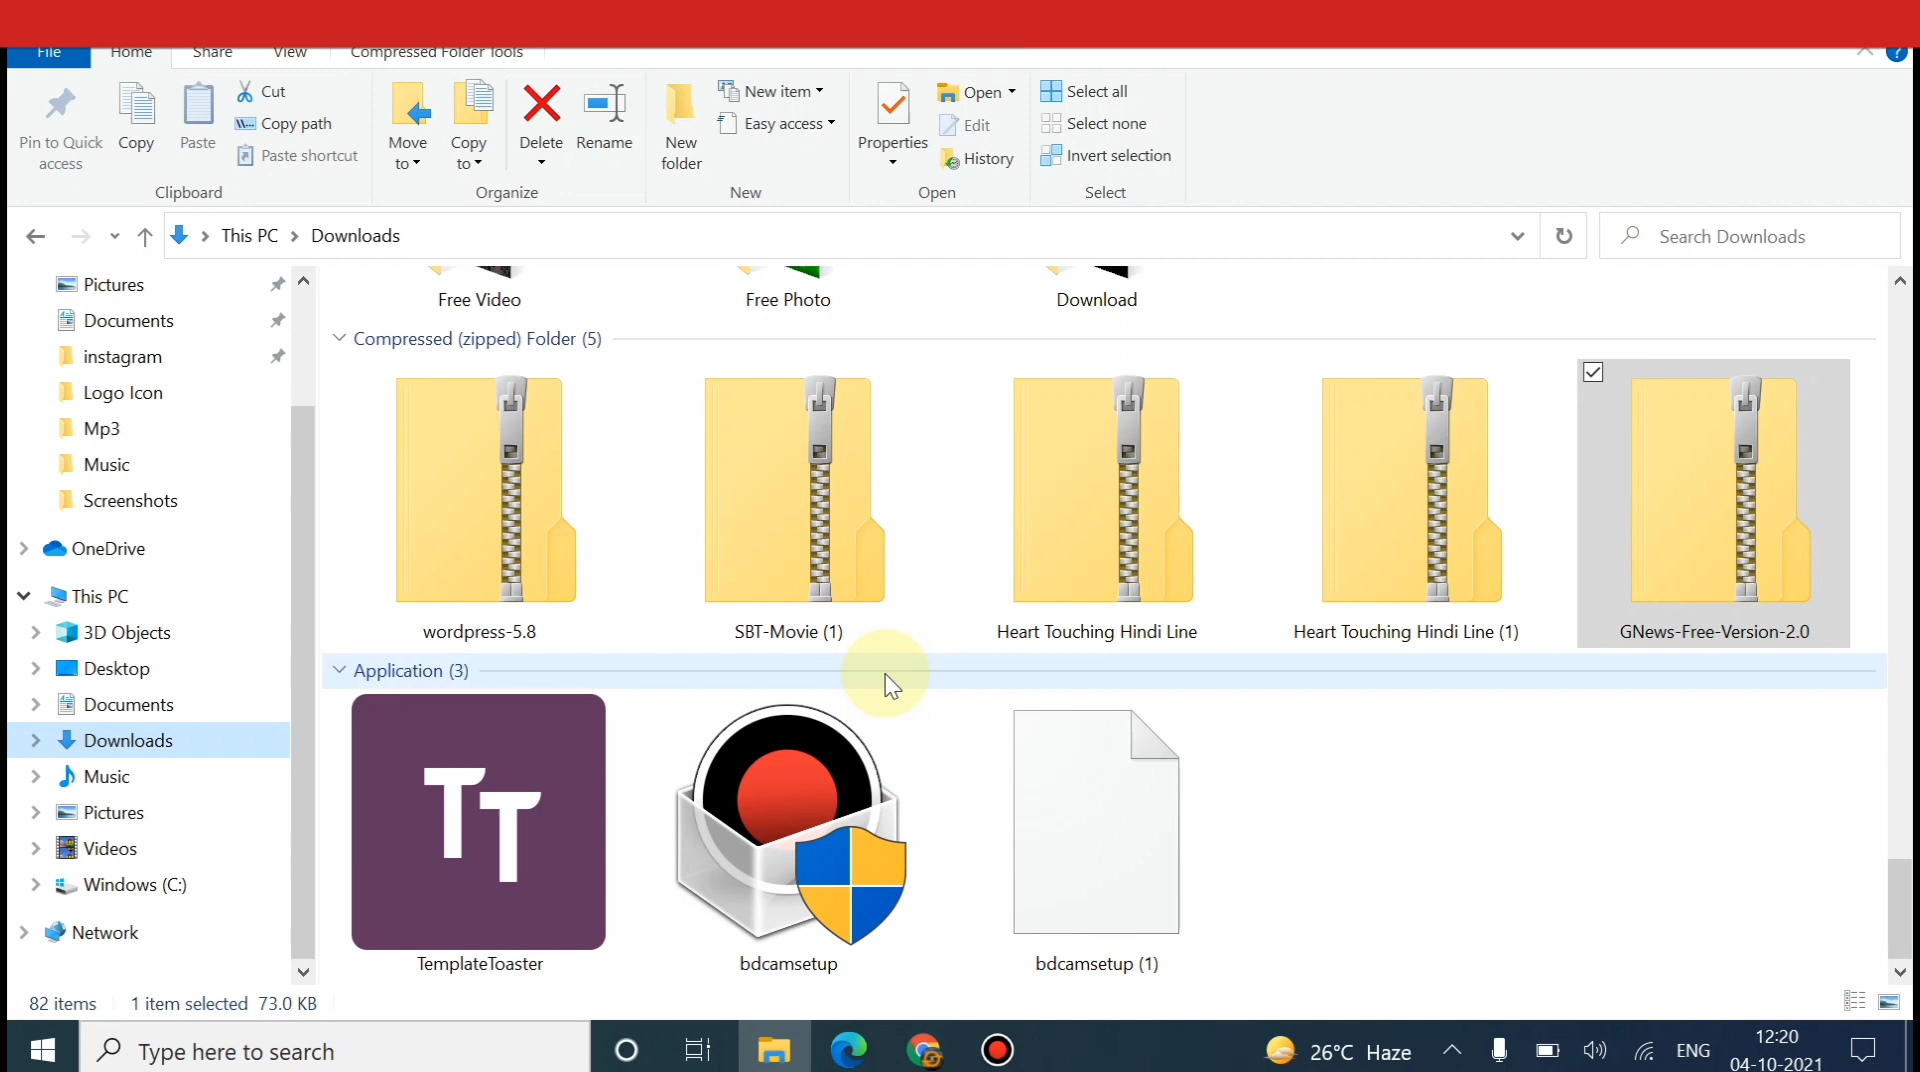 File Home Share View Compressed Folder Tools
Pin to Quick access
Copy
Paste
Cut
Copy path
Paste shortcut
Clipboard
Move to
Copy to
Delete
Rename
Organize
New folder
New item
Easy access
New
Properties
Open
Edit
History
Open
Select all
Select none
Invert selection
Select
This PC Downloads
Search Downloads
Pictures
Documents
instagram
Logo Icon
Mp3
Music
Screenshots
OneDrive
This PC
3D Objects
Desktop
Documents
Downloads
Music
Pictures
Videos
Windows (C:)
Network
Free Video Free Photo Download
Compressed (zipped) Folder (5)
wordpress-5.8 SBT-Movie (1) Heart Touching Hindi Line Heart Touching Hindi Line (1) GNews-Free-Version-2.0
Application (3)
TT
TemplateToaster bdcamsetup bdcamsetup (1)
82 items 1 item selected 73.0 KB
Type here to search
26°C Haze
ENG
12:20
04-10-2021